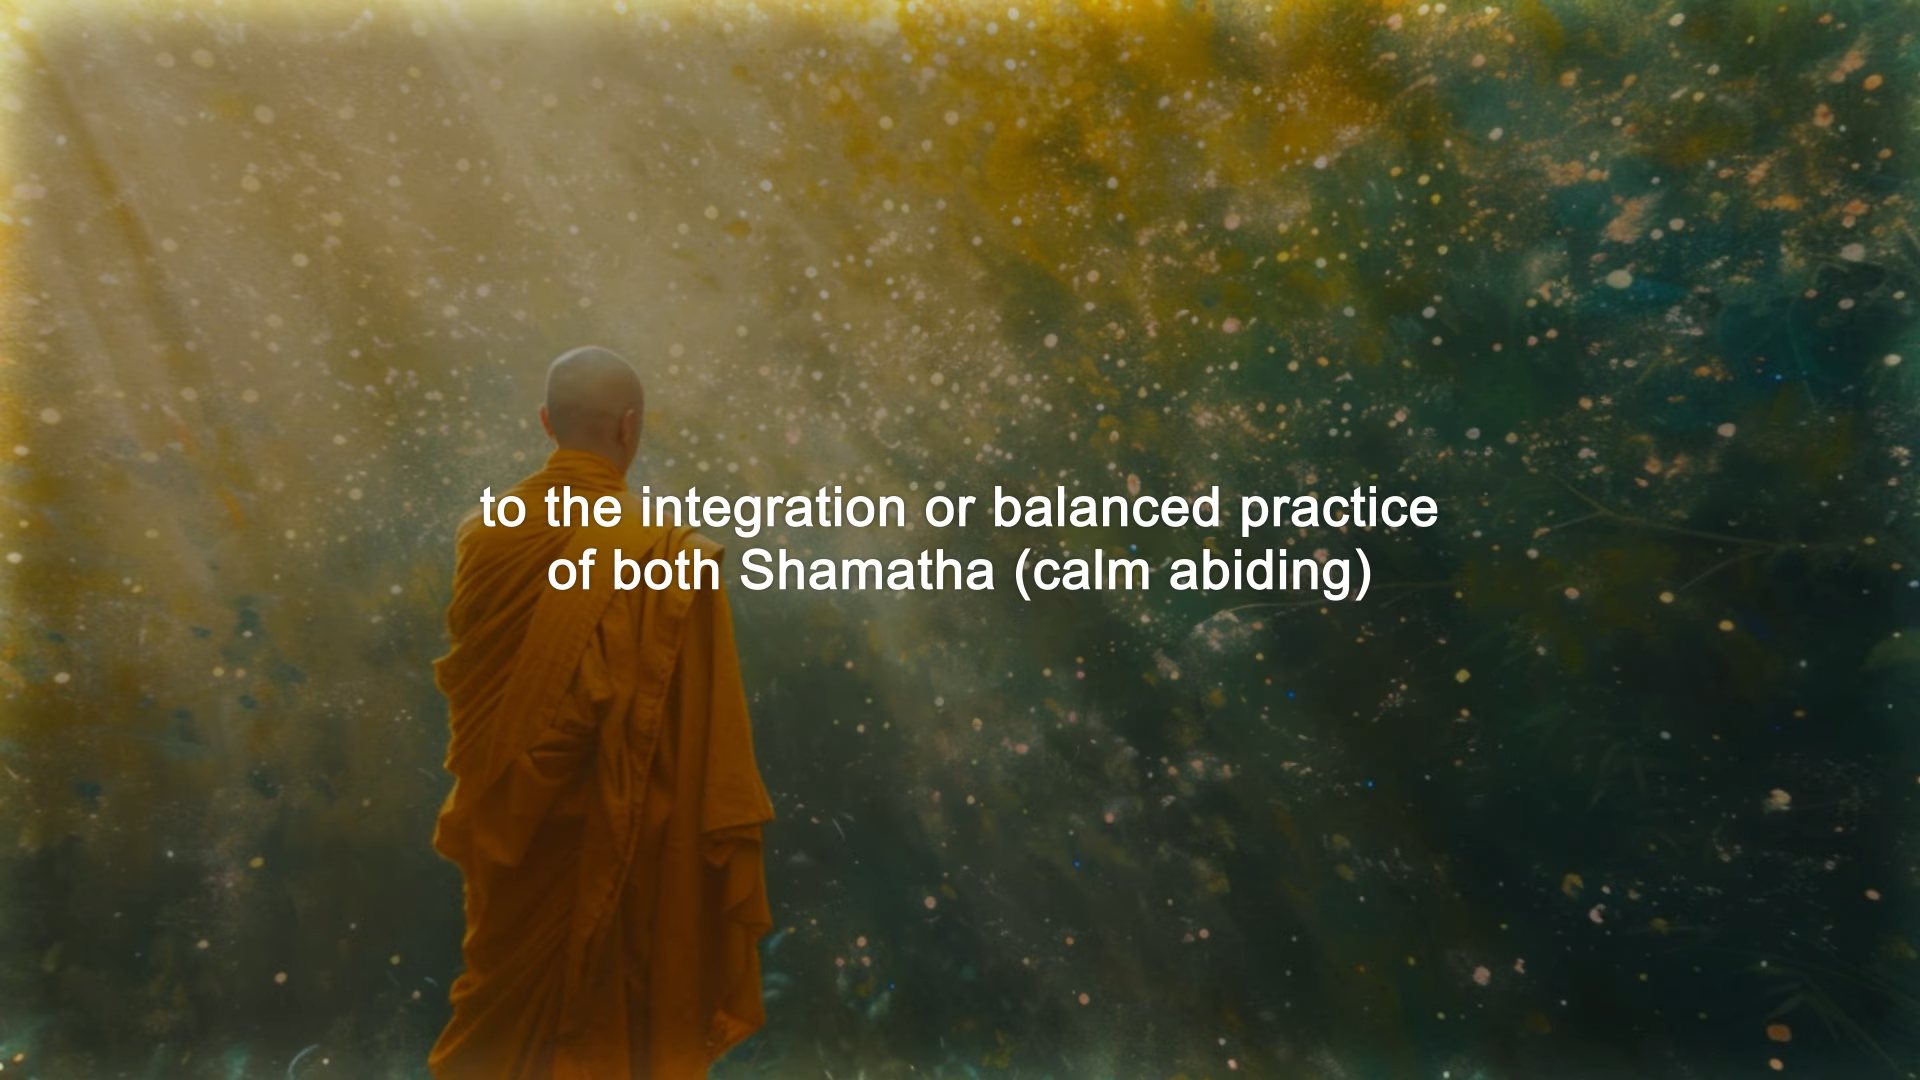 to the integration or balanced practice
of both Shamatha (calm abiding)